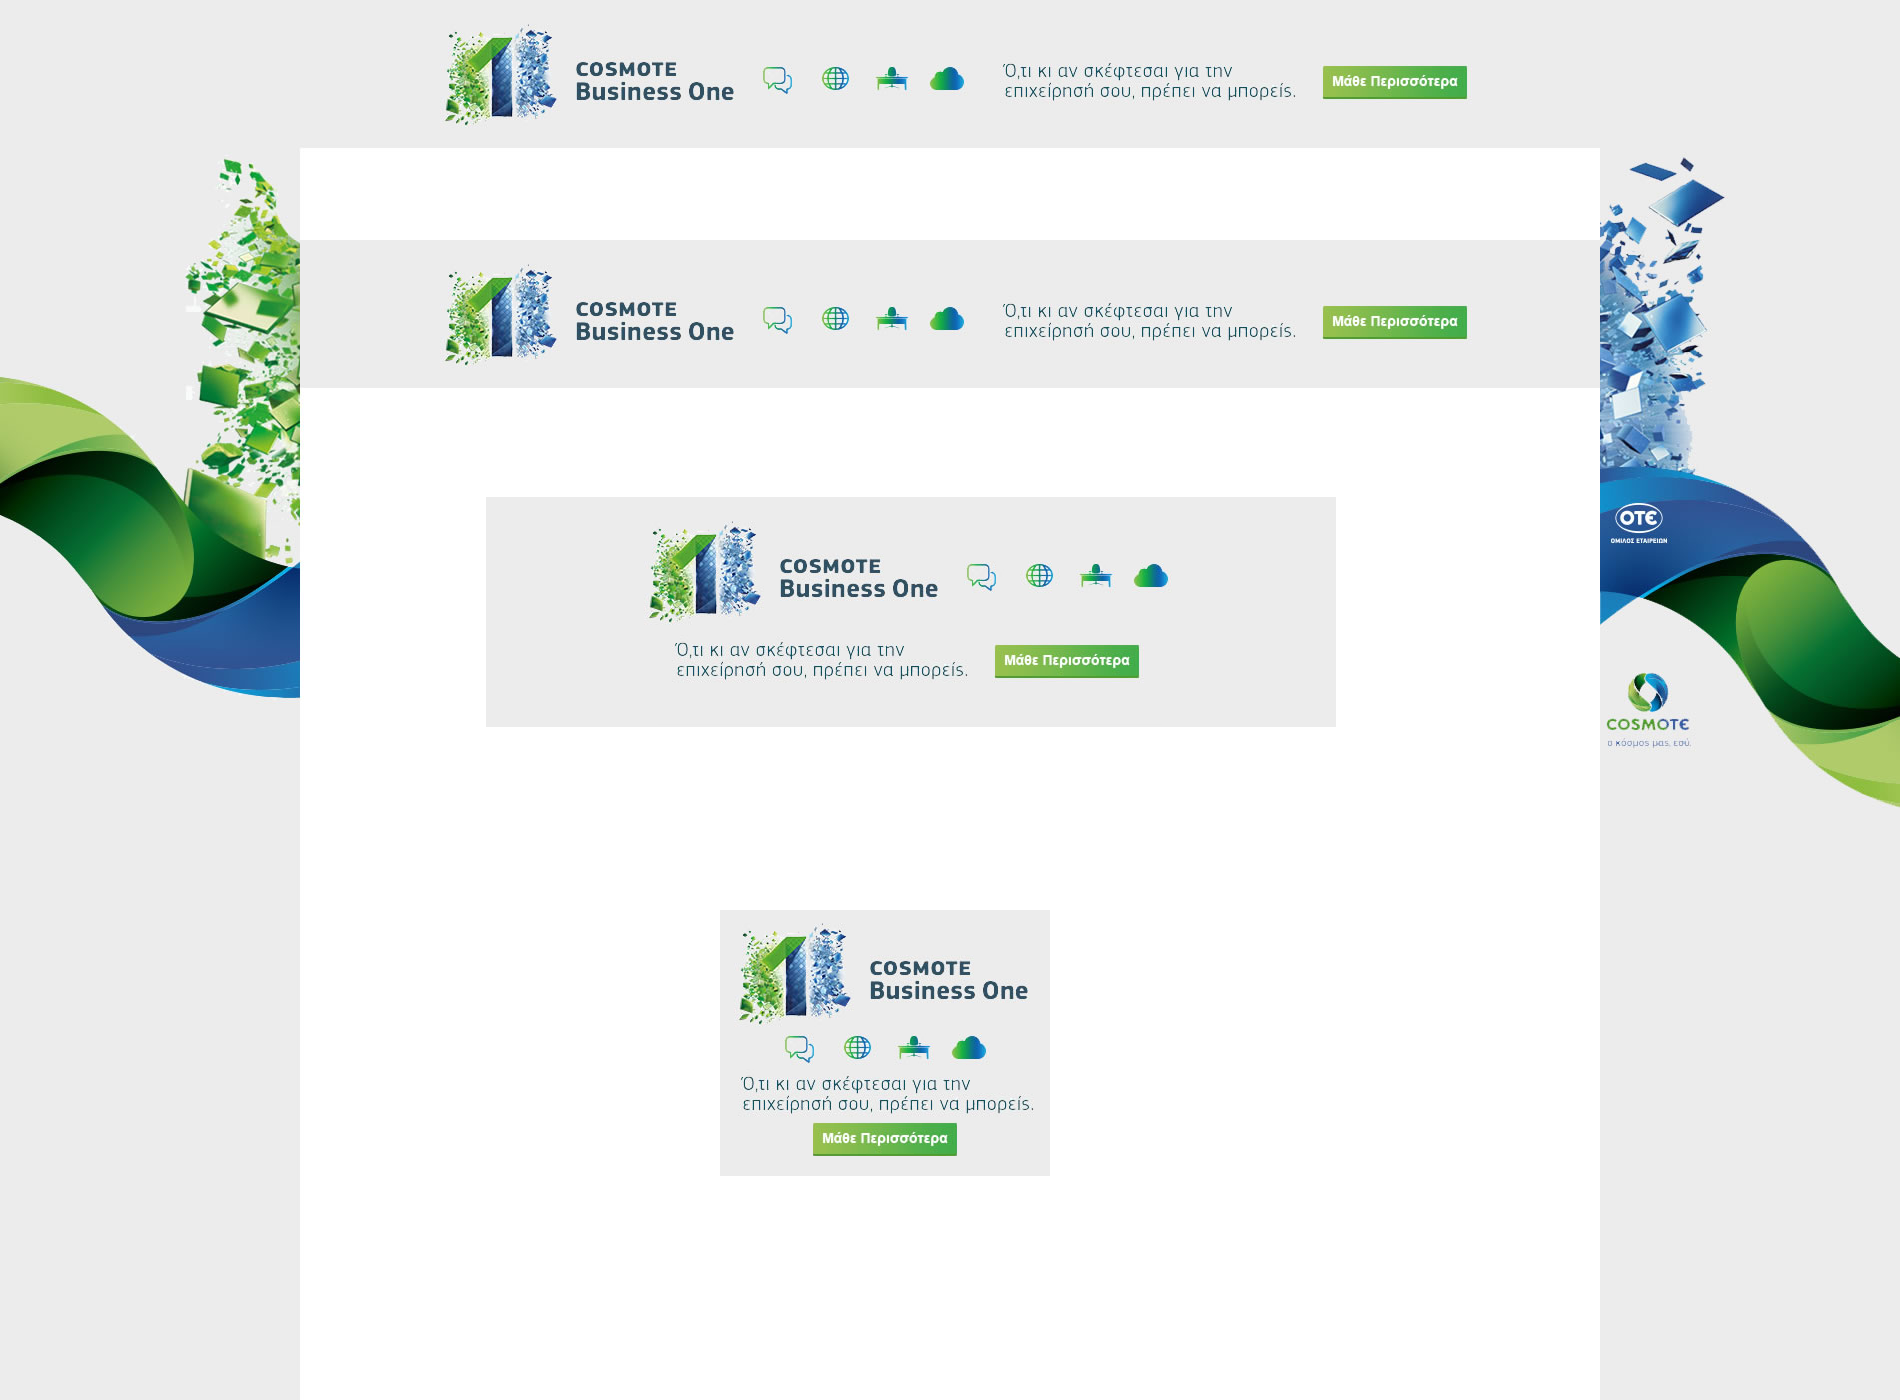 COSMOTE
Business One
Ό,τι κι αν σκέφτεσαι για την
επιχείρησή σου, πρέπει να μπορείς.
Μάθε Περισσότερα
COSMOTE
Business One
Ό,τι κι αν σκέφτεσαι για την
επιχείρησή σου, πρέπει να μπορείς.
Μάθε Περισσότερα
ΟΤΕ
ΟΜΙΛΟΣ ΕΤΑΙΡΕΙΩΝ
COSMOTE
Business One
Ό,τι κι αν σκέφτεσαι για την
επιχείρησή σου, πρέπει να μπορείς.
Μάθε Περισσότερα
COSMOTE
ο κόσμος μας, εσύ.
COSMOTE
Business One
Ό,τι κι αν σκέφτεσαι για την
επιχείρησή σου, πρέπει να μπορείς.
Μάθε Περισσότερα